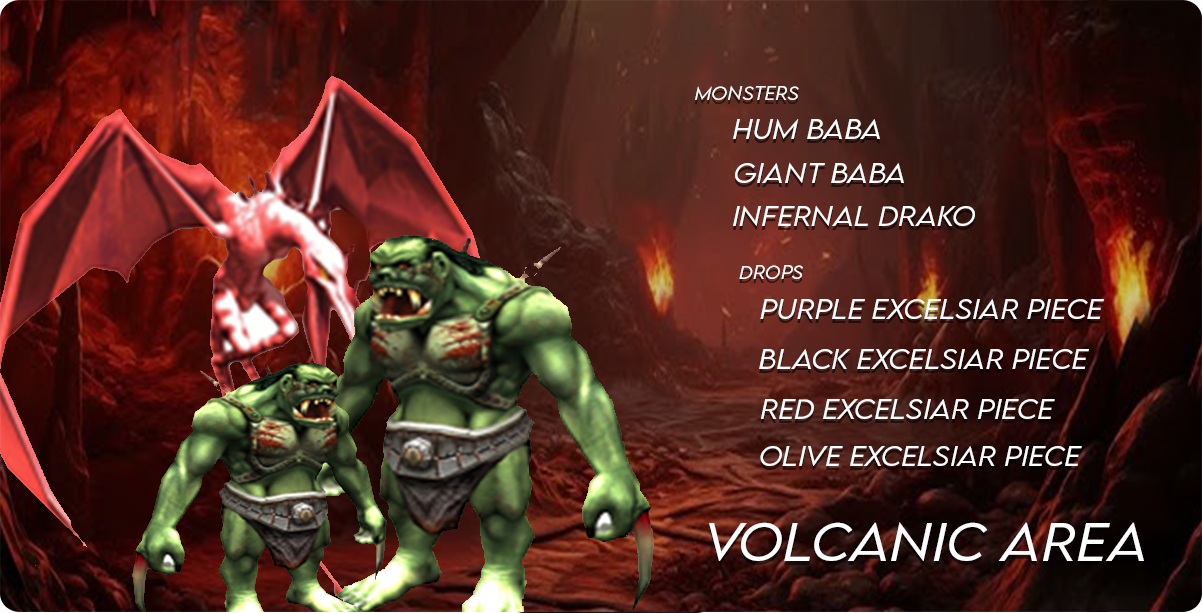 MONSTERS
HUM BABA
GIANT BABA
INFERNAL DRAKO
DROPS
PURPLE EXCELSIAR PIECE
BLACK EXCELSIAR PIECE
RED EXCELSIAR PIECE
OLIVE EXCELSIAR PIECE
VOLCANIC AREA